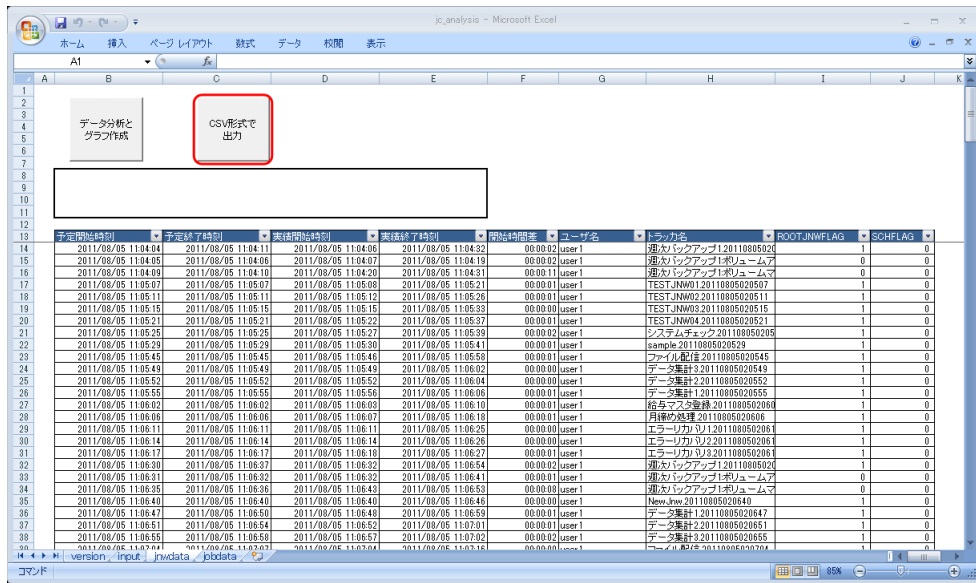 jc_analysis - Microsoft Excel
ホーム 挿入 ページ レイアウト 数式 データ 校閲 表示
A1 fx
A B C D E F G H I J K
1
2
3
4
5
6
7
8
9
10
11
12
データ分析と
グラフ作成
CSV形式で
出力
13 予定開始時刻 予定終了時刻 実績開始時刻 実績終了時刻 開始時間差 ユーザ名 トラッカ名 ROOTJNWFLAG SCHFLAG
14 2011/08/05 11:04:04 2011/08/05 11:04:11 2011/08/05 11:04:06 2011/08/05 11:04:32 00:00:02 user1 週次バックアップ1.2011080502 1 0
15 2011/08/05 11:04:05 2011/08/05 11:04:06 2011/08/05 11:04:07 2011/08/05 11:04:19 00:00:02 user1 週次バックアップ1:ボリュームア 0 0
16 2011/08/05 11:04:09 2011/08/05 11:04:10 2011/08/05 11:04:20 2011/08/05 11:04:31 00:00:11 user1 週次バックアップ1:ボリュームマ 0 0
17 2011/08/05 11:05:07 2011/08/05 11:05:07 2011/08/05 11:05:08 2011/08/05 11:05:21 00:00:01 user1 TESTJNW01.20110805020507 1 0
18 2011/08/05 11:05:11 2011/08/05 11:05:11 2011/08/05 11:05:12 2011/08/05 11:05:26 00:00:01 user1 TESTJNW02.20110805020511 1 0
19 2011/08/05 11:05:15 2011/08/05 11:05:15 2011/08/05 11:05:15 2011/08/05 11:05:33 00:00:00 user1 TESTJNW03.20110805020515 1 0
20 2011/08/05 11:05:21 2011/08/05 11:05:21 2011/08/05 11:05:22 2011/08/05 11:05:37 00:00:01 user1 TESTJNW04.20110805020521 1 0
21 2011/08/05 11:05:25 2011/08/05 11:05:25 2011/08/05 11:05:27 2011/08/05 11:05:39 00:00:02 user1 システムチェック.201108050205 1 0
22 2011/08/05 11:05:29 2011/08/05 11:05:29 2011/08/05 11:05:30 2011/08/05 11:05:41 00:00:01 user1 sample.20110805020529 1 0
23 2011/08/05 11:05:45 2011/08/05 11:05:45 2011/08/05 11:05:46 2011/08/05 11:05:58 00:00:01 user1 ファイル配信.20110805020545 1 0
24 2011/08/05 11:05:49 2011/08/05 11:05:49 2011/08/05 11:05:49 2011/08/05 11:06:02 00:00:00 user1 データ集計3.20110805020549 1 0
25 2011/08/05 11:05:52 2011/08/05 11:05:52 2011/08/05 11:05:52 2011/08/05 11:06:04 00:00:00 user1 データ集計2.20110805020552 1 0
26 2011/08/05 11:05:55 2011/08/05 11:05:55 2011/08/05 11:05:56 2011/08/05 11:06:06 00:00:01 user1 データ集計1.20110805020555 1 0
27 2011/08/05 11:06:02 2011/08/05 11:06:02 2011/08/05 11:06:03 2011/08/05 11:06:10 00:00:01 user1 給与マスタ登録.2011080502060 1 0
28 2011/08/05 11:06:06 2011/08/05 11:06:06 2011/08/05 11:06:07 2011/08/05 11:06:18 00:00:01 user1 月締め処理.20110805020606 1 0
29 2011/08/05 11:06:11 2011/08/05 11:06:11 2011/08/05 11:06:11 2011/08/05 11:06:25 00:00:00 user1 エラーリカバリ1.2011080502061 1 0
30 2011/08/05 11:06:14 2011/08/05 11:06:14 2011/08/05 11:06:14 2011/08/05 11:06:26 00:00:00 user1 エラーリカバリ2.2011080502061 1 0
31 2011/08/05 11:06:17 2011/08/05 11:06:17 2011/08/05 11:06:18 2011/08/05 11:06:27 00:00:01 user1 エラーリカバリ3.2011080502061 1 0
32 2011/08/05 11:06:30 2011/08/05 11:06:37 2011/08/05 11:06:32 2011/08/05 11:06:54 00:00:02 user1 週次バックアップ1.2011080502 1 0
33 2011/08/05 11:06:31 2011/08/05 11:06:32 2011/08/05 11:06:32 2011/08/05 11:06:41 00:00:01 user1 週次バックアップ1:ボリュームア 0 0
34 2011/08/05 11:06:35 2011/08/05 11:06:36 2011/08/05 11:06:43 2011/08/05 11:06:53 00:00:08 user1 週次バックアップ1:ボリュームマ 0 0
35 2011/08/05 11:06:40 2011/08/05 11:06:40 2011/08/05 11:06:40 2011/08/05 11:06:46 00:00:00 user1 NewJnw.20110805020640 1 0
36 2011/08/05 11:06:47 2011/08/05 11:06:50 2011/08/05 11:06:48 2011/08/05 11:06:59 00:00:01 user1 データ集計1.20110805020647 1 0
37 2011/08/05 11:06:51 2011/08/05 11:06:54 2011/08/05 11:06:52 2011/08/05 11:07:01 00:00:01 user1 データ集計2.20110805020651 1 0
38 2011/08/05 11:06:55 2011/08/05 11:06:58 2011/08/05 11:06:57 2011/08/05 11:07:02 00:00:02 user1 データ集計3.20110805020655 1 0
version input jnwdata jobdata
コマンド 85%